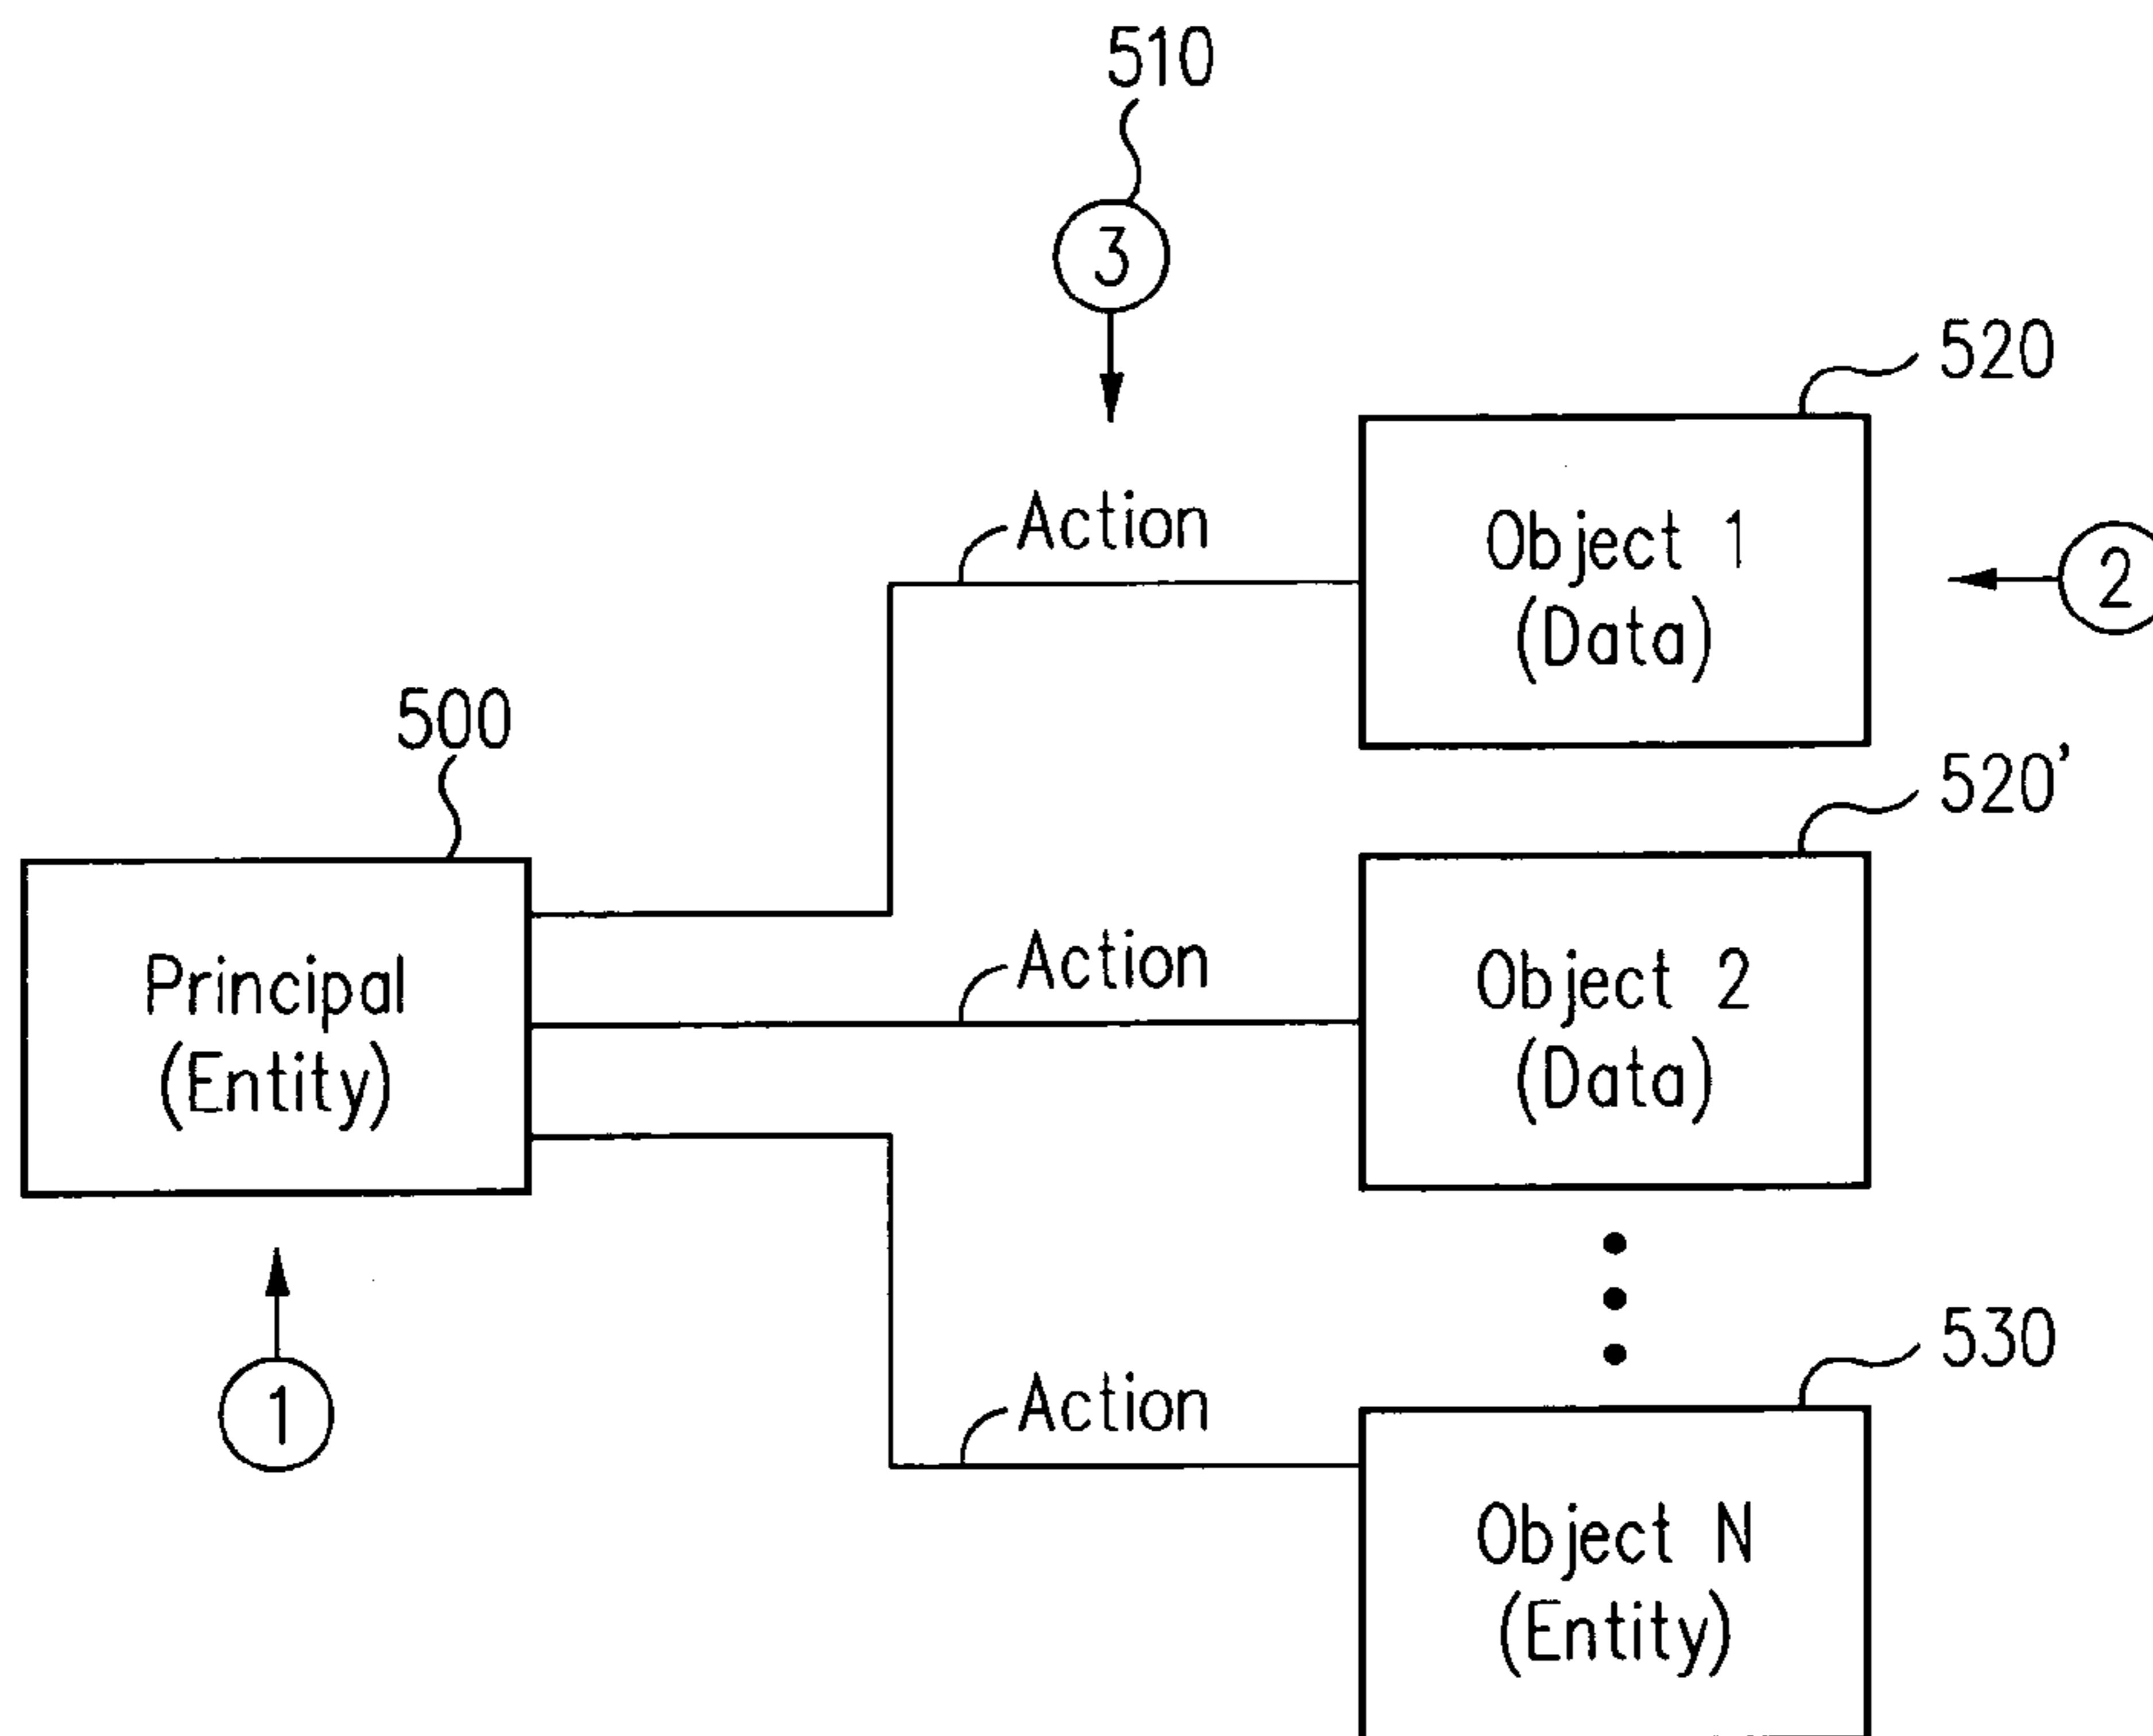 510
3
520
Action
Object 1
(Data)
2
500
520'
Principal
(Entity)
Action
Object 2
(Data)
530
1
Action
Object N
(Entity)